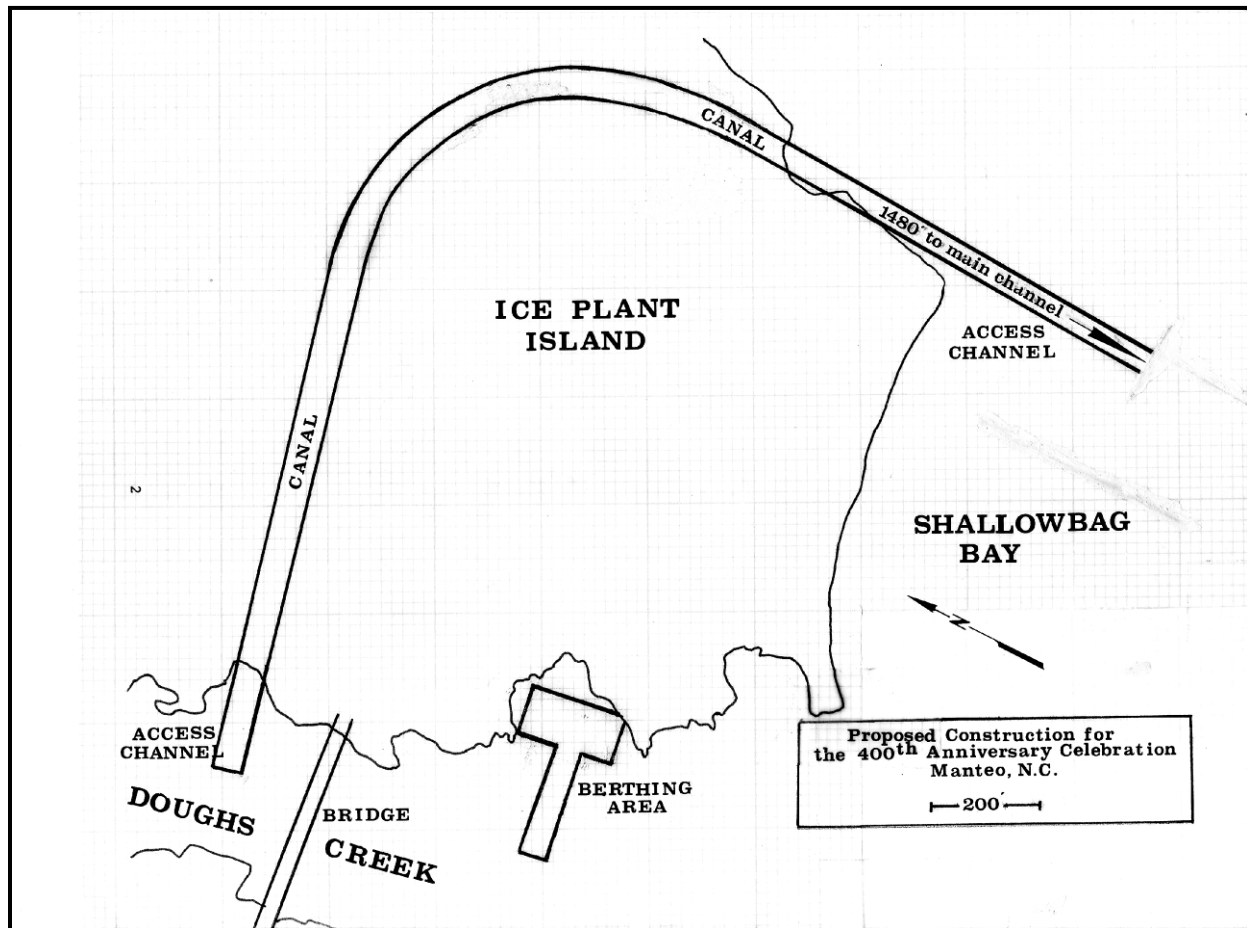 CANAL
1480' to main channel
ACCESS
CHANNEL
ICE PLANT
ISLAND
CANAL
2
SHALLOWBAG
BAY
N
ACCESS
CHANNEL
DOUGHS
BRIDGE
CREEK
BERTHING
AREA
Proposed Construction for
the 400th Anniversary Celebration
Manteo, N.C.
200'